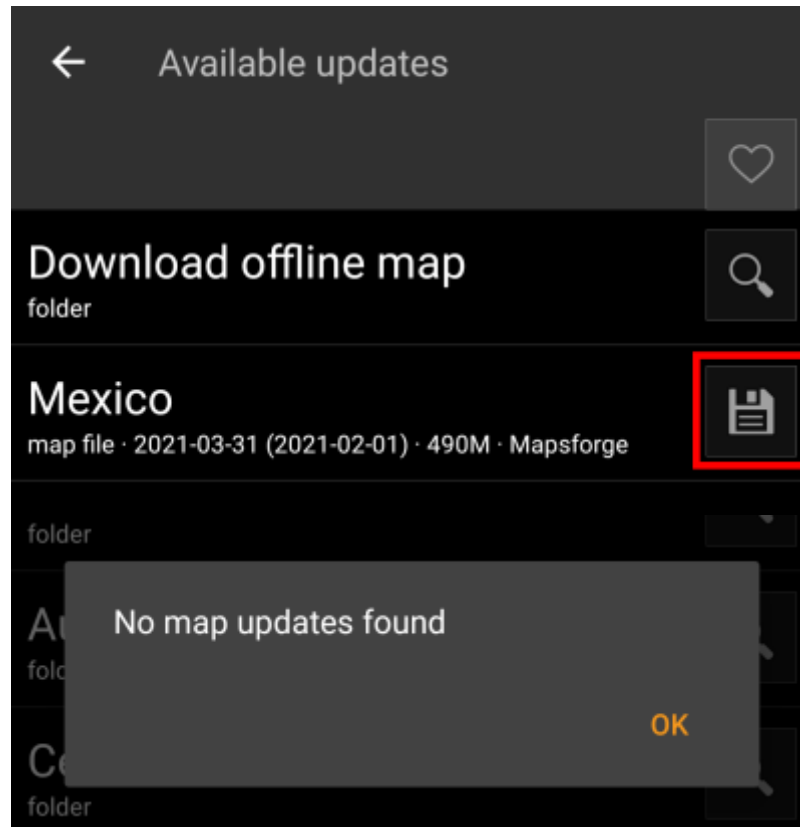 Available updates
Download offline map
folder
Mexico
map file · 2021-03-31 (2021-02-01) · 490M · Mapsforge
folder
No map updates found
OK
folder